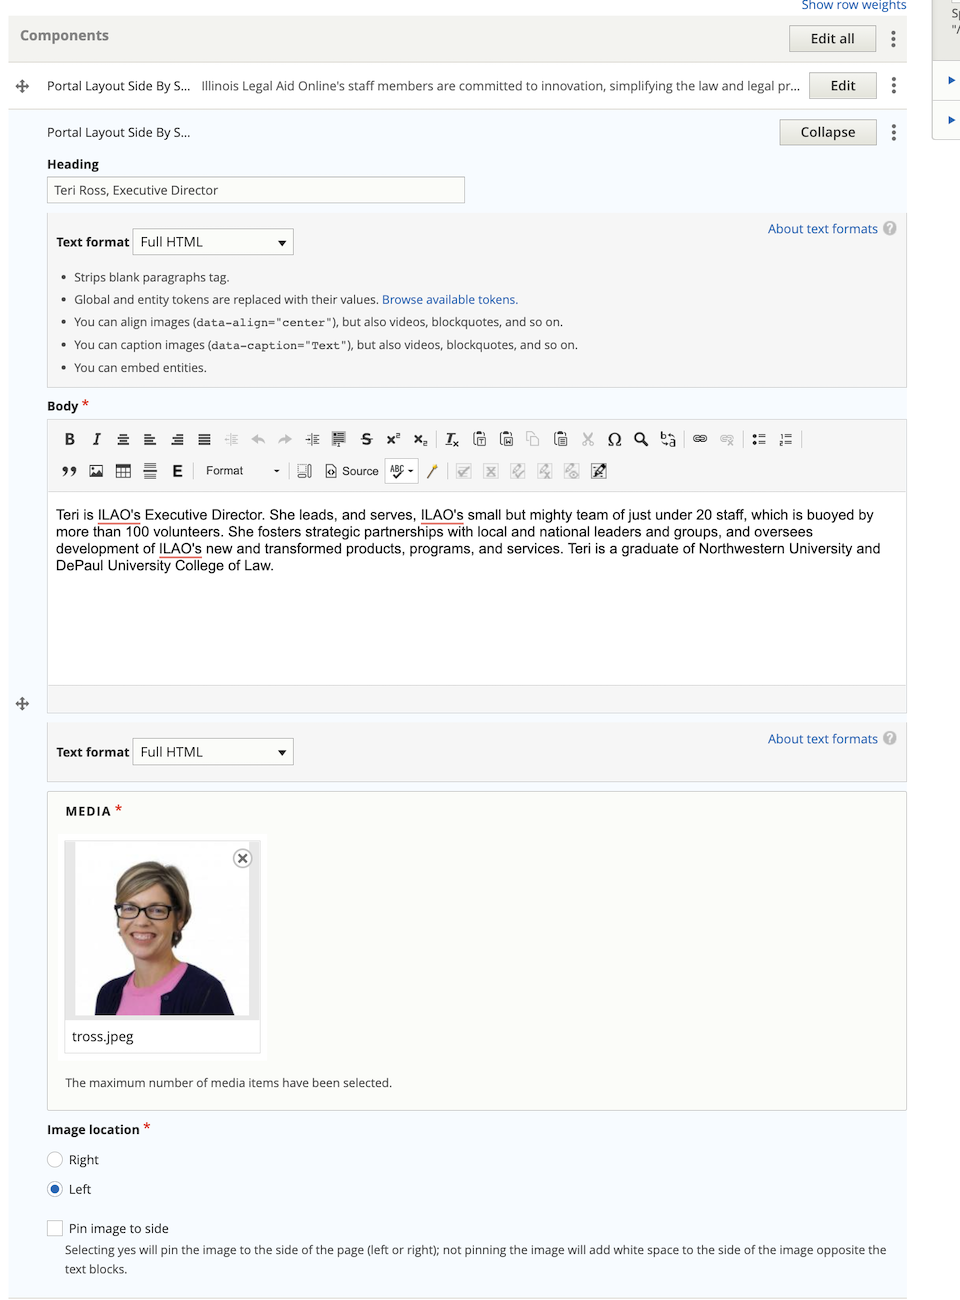 Show row weights
Sp
"/
Components
Edit all
Portal Layout Side By S... Illinois Legal Aid Online's staff members are committed to innovation, simplifying the law and legal pr... Edit
Portal Layout Side By S... Collapse
Heading
Teri Ross, Executive Director
About text formats ?
Text format Full HTML
• Strips blank paragraphs tag.
• Global and entity tokens are replaced with their values. Browse available tokens.
• You can align images (data-align="center"), but also videos, blockquotes, and so on.
• You can caption images (data-caption="Text"), but also videos, blockquotes, and so on.
• You can embed entities.
Body *
B I S x² x₂ Tx Ω
E Format Source ABC
Teri is ILAO's Executive Director. She leads, and serves, ILAO's small but mighty team of just under 20 staff, which is buoyed by
more than 100 volunteers. She fosters strategic partnerships with local and national leaders and groups, and oversees
development of ILAO's new and transformed products, programs, and services. Teri is a graduate of Northwestern University and
DePaul University College of Law.
About text formats ?
Text format Full HTML
MEDIA *
tross.jpeg
The maximum number of media items have been selected.
Image location *
Right
Left
Pin image to side
Selecting yes will pin the image to the side of the page (left or right); not pinning the image will add white space to the side of the image opposite the
text blocks.